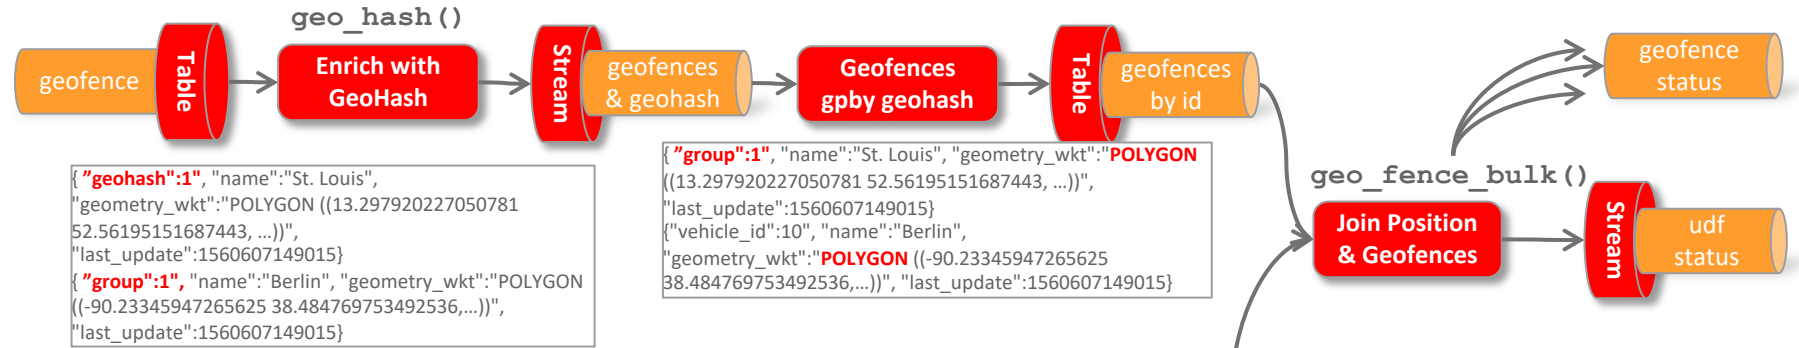 geo_hash()
geofence
Table
Enrich with
GeoHash
Stream
geofences
& geohash
Geofences
gpby geohash
Table
geofences
by id
geofence
status
{ ”geohash":1", "name":"St. Louis",
"geometry_wkt":"POLYGON ((13.297920227050781
52.56195151687443, ...))",
"last_update":1560607149015}
{ ”group":1", "name":"Berlin", "geometry_wkt":"POLYGON
((-90.23345947265625 38.484769753492536,...))",
"last_update":1560607149015}
{ ”group":1", "name":"St. Louis", "geometry_wkt":"POLYGON
((13.297920227050781 52.56195151687443, ...))",
"last_update":1560607149015}
{"vehicle_id":10", "name":"Berlin",
"geometry_wkt":"POLYGON ((-90.23345947265625
38.484769753492536,...))", "last_update":1560607149015}
geo_fence_bulk()
Join Position
& Geofences
Stream
udf
status